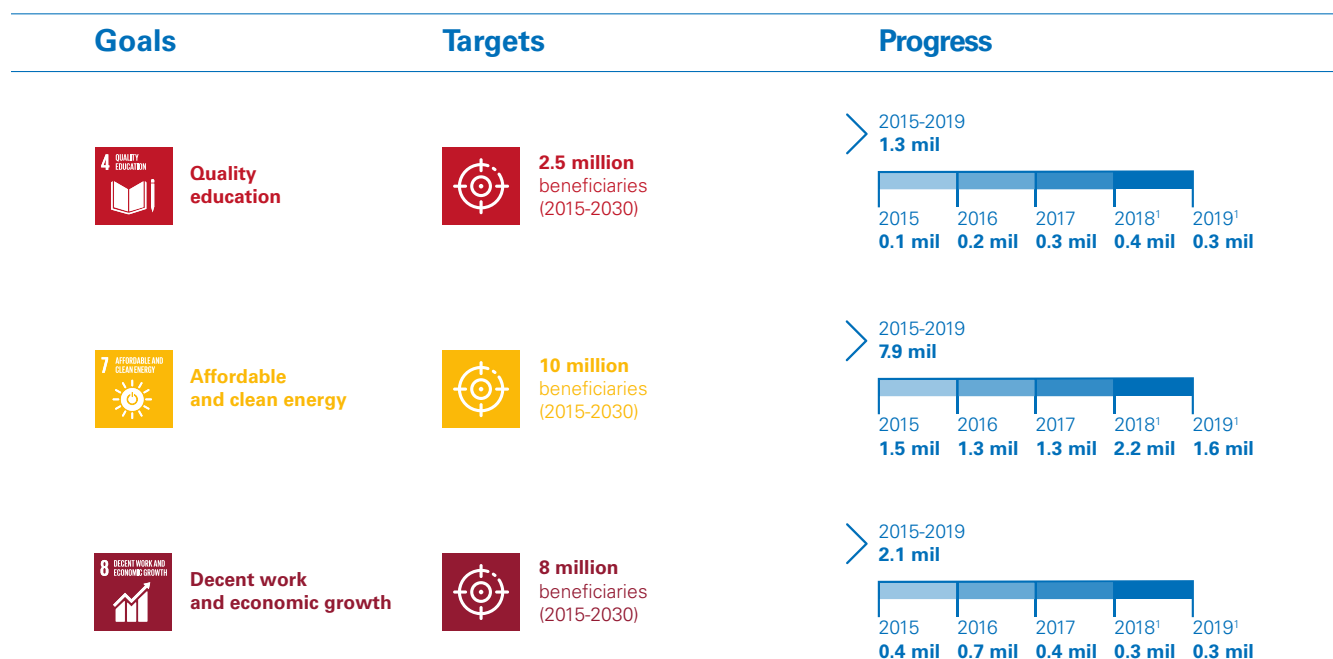 Goals Targets Progress
4 QUALITY
EDUCATION
Quality
education
2.5 million
beneficiaries
(2015-2030)
2015-2019
1.3 mil
2015 2016 2017 2018¹ 2019¹
0.1 mil 0.2 mil 0.3 mil 0.4 mil 0.3 mil
7 AFFORDABLE AND
CLEAN ENERGY
Affordable
and clean energy
10 million
beneficiaries
(2015-2030)
2015-2019
7.9 mil
2015 2016 2017 2018¹ 2019¹
1.5 mil 1.3 mil 1.3 mil 2.2 mil 1.6 mil
8 DECENT WORK AND
ECONOMIC GROWTH
Decent work
and economic growth
8 million
beneficiaries
(2015-2030)
2015-2019
2.1 mil
2015 2016 2017 2018¹ 2019¹
0.4 mil 0.7 mil 0.4 mil 0.3 mil 0.3 mil